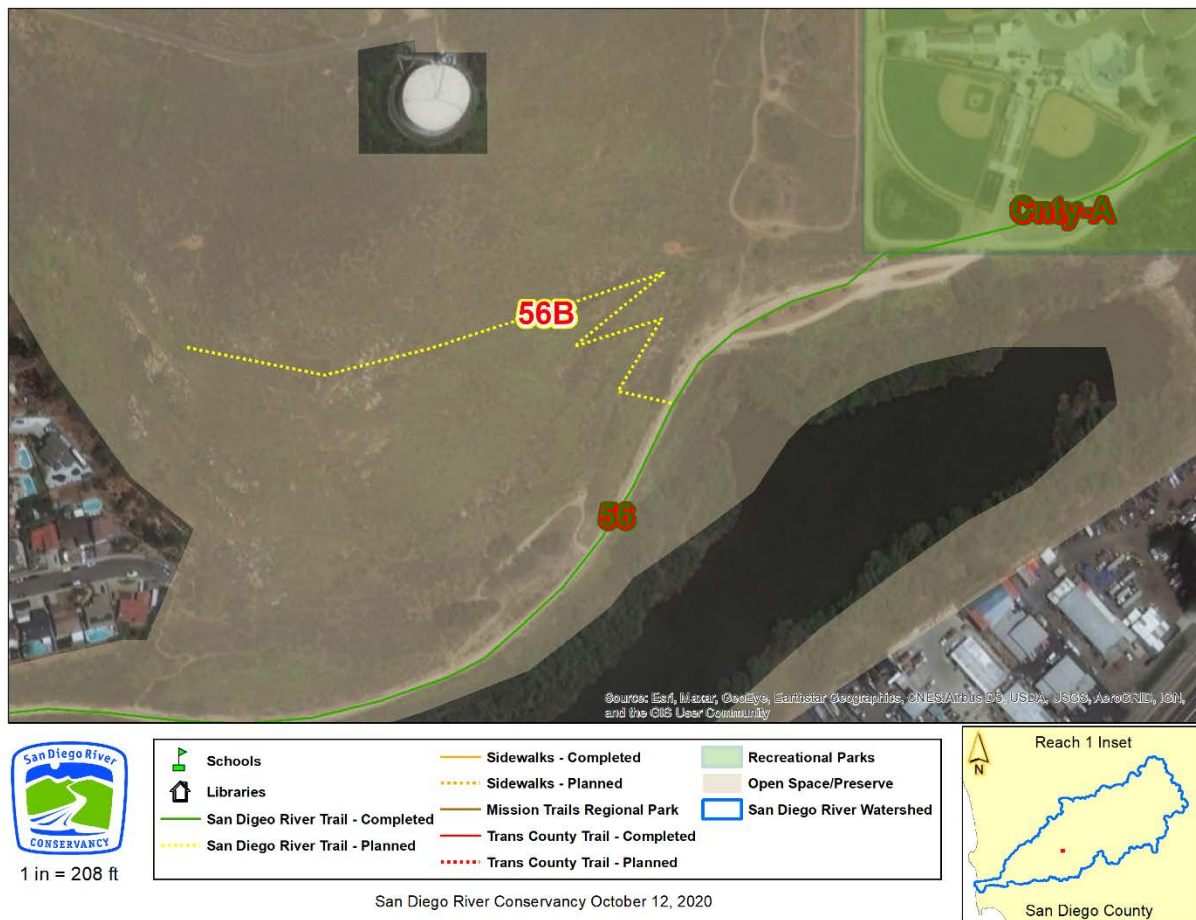 Cnty-A
56B
56
Source: Esri, Maxar, GeoEye, Earthstar Geographics, CNES/Airbus DS, USDA, USGS, AeroGRID, IGN,
and the GIS User Community
San Diego River
CONSERVANCY
1 in = 208 ft
Schools
Libraries
San Digeo River Trail - Completed
San Diego River Trail - Planned
Sidewalks - Completed
Sidewalks - Planned
Mission Trails Regional Park
Trans County Trail - Completed
Trans County Trail - Planned
Recreational Parks
Open Space/Preserve
San Diego River Watershed
San Diego River Conservancy October 12, 2020
Reach 1 Inset
N
San Diego County